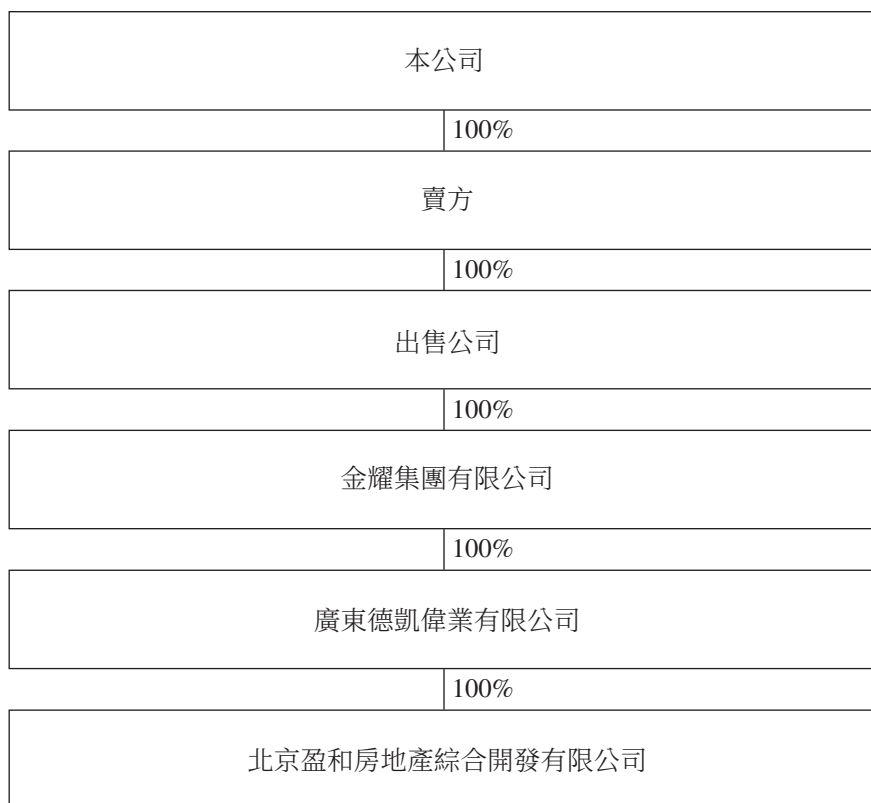 本公司
100%
賣方
100%
出售公司
100%
金耀集團有限公司
100%
廣東德凱偉業有限公司
100%
北京盈和房地產綜合開發有限公司